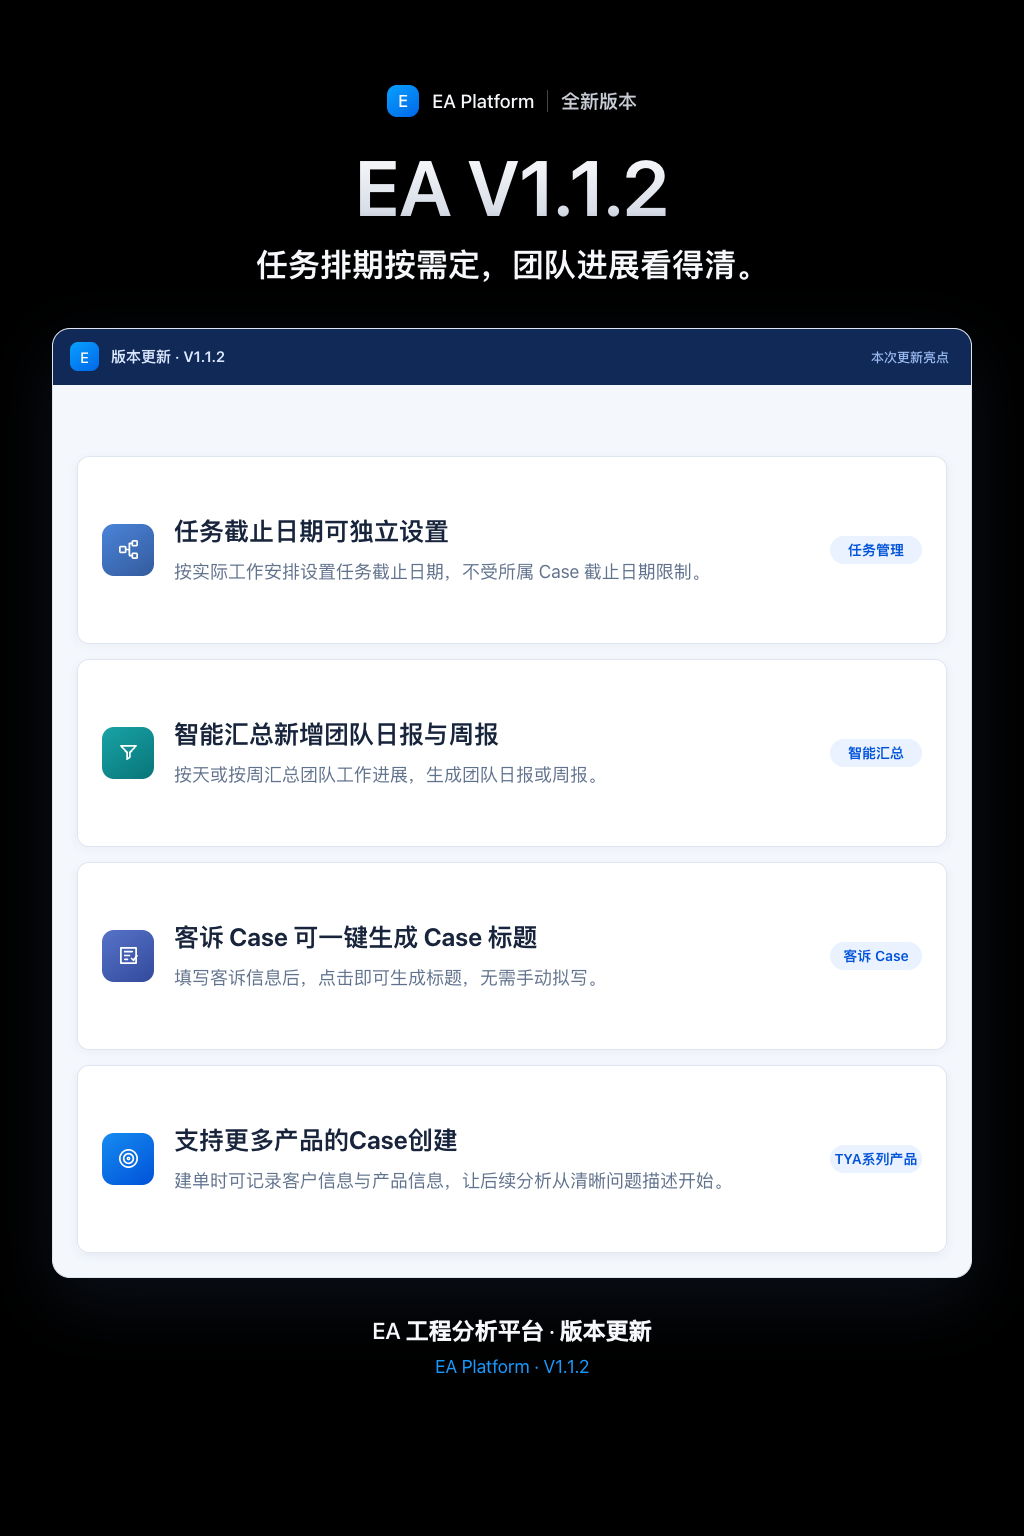 E EA Platform 全新版本
EA V1.1.2
任务排期按需定，团队进展看得清。
E 版本更新 · V1.1.2
本次更新亮点
任务截止日期可独立设置
按实际工作安排设置任务截止日期，不受所属 Case 截止日期限制。
任务管理
智能汇总新增团队日报与周报
按天或按周汇总团队工作进展，生成团队日报或周报。
智能汇总
客诉 Case 可一键生成 Case 标题
填写客诉信息后，点击即可生成标题，无需手动拟写。
客诉 Case
支持更多产品的Case创建
建单时可记录客户信息与产品信息，让后续分析从清晰问题描述开始。
TYA系列产品
EA 工程分析平台 · 版本更新
EA Platform · V1.1.2